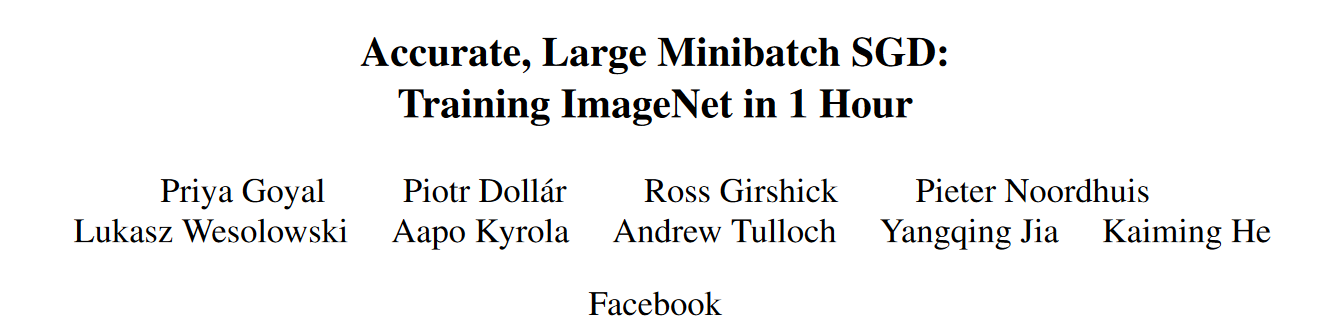 Accurate, Large Minibatch SGD:
Training ImageNet in 1 Hour
Priya Goyal Piotr Dollár Ross Girshick Pieter Noordhuis
Lukasz Wesolowski Aapo Kyrola Andrew Tulloch Yangqing Jia Kaiming He
Facebook